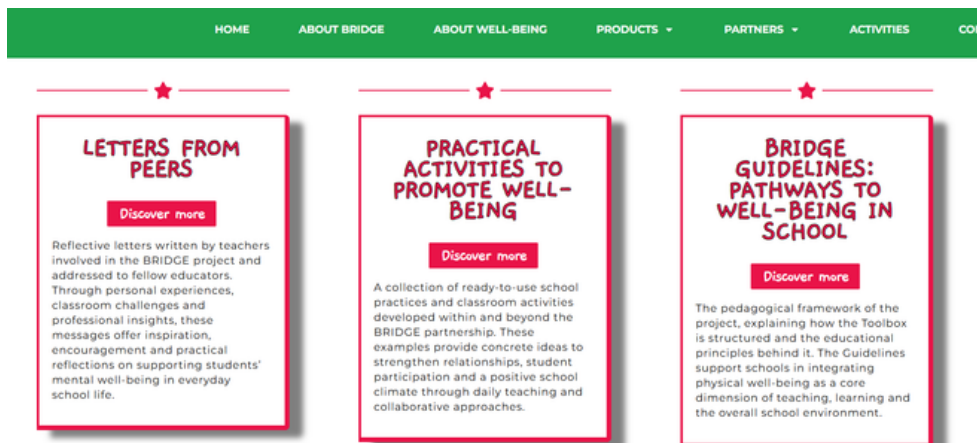 HOME ABOUT BRIDGE ABOUT WELL-BEING PRODUCTS PARTNERS ACTIVITIES
LETTERS FROM
PEERS
Discover more
Reflective letters written by teachers
involved in the BRIDGE project and
addressed to fellow educators.
Through personal experiences,
classroom challenges and
professional insights, these
messages offer inspiration,
encouragement and practical
reflections on supporting students'
mental well-being in everyday
school life.
PRACTICAL
ACTIVITIES TO
PROMOTE WELL-
BEING
Discover more
A collection of ready-to-use school
practices and classroom activities
developed within and beyond the
BRIDGE partnership. These
examples provide concrete ideas to
strengthen relationships, student
participation and a positive school
climate through daily teaching and
collaborative approaches.
BRIDGE
GUIDELINES:
PATHWAYS TO
WELL-BEING IN
SCHOOL
Discover more
The pedagogical framework of the
project, explaining how the Toolbox
is structured and the educational
principles behind it. The Guidelines
support schools in integrating
physical well-being as a core
dimension of teaching, learning and
the overall school environment.